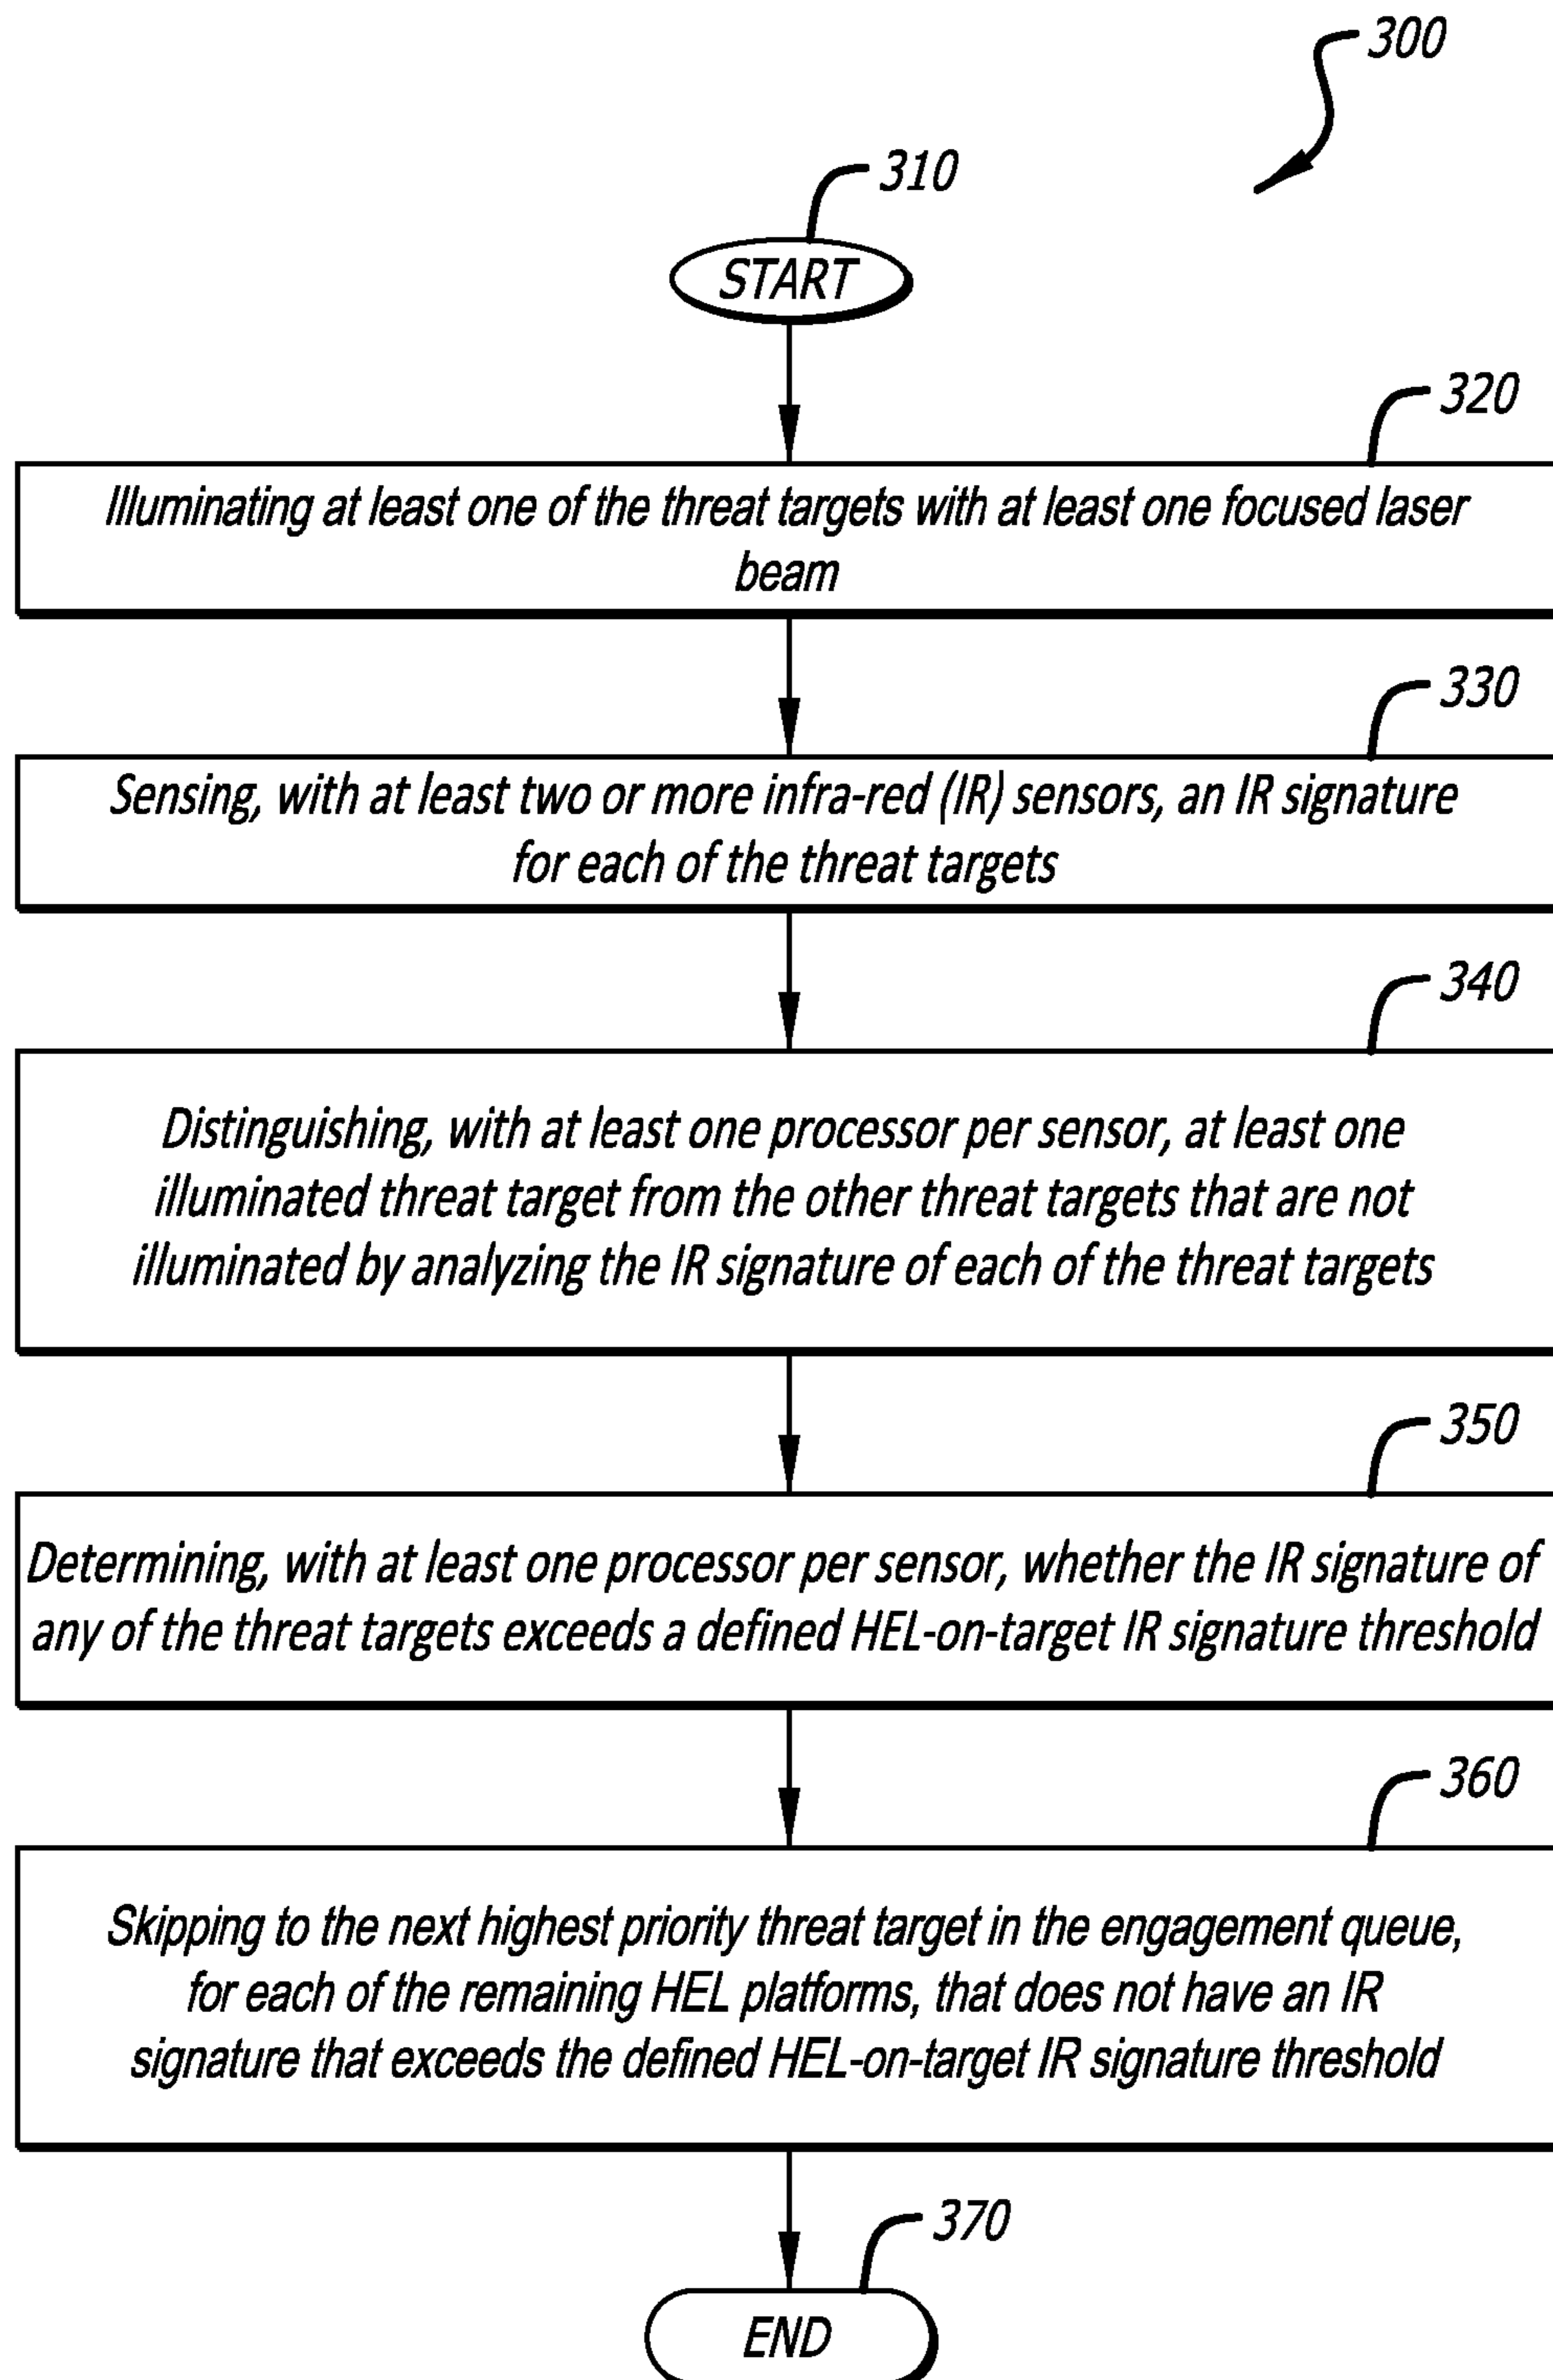 300
310
START
320
Illuminating at least one of the threat targets with at least one focused laser
beam
330
Sensing, with at least two or more infra-red (IR) sensors, an IR signature
for each of the threat targets
340
Distinguishing, with at least one processor per sensor, at least one
illuminated threat target from the other threat targets that are not
illuminated by analyzing the IR signature of each of the threat targets
350
Determining, with at least one processor per sensor, whether the IR signature of
any of the threat targets exceeds a defined HEL-on-target IR signature threshold
360
Skipping to the next highest priority threat target in the engagement queue,
for each of the remaining HEL platforms, that does not have an IR
signature that exceeds the defined HEL-on-target IR signature threshold
370
END